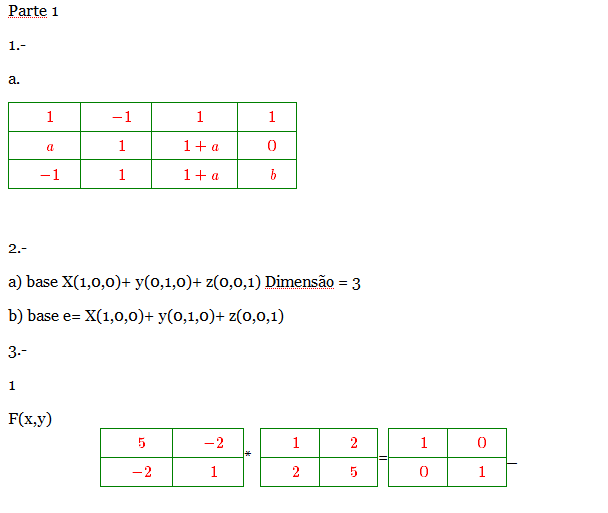 Parte 1
1.-
a.
1 −1 1 1
a 1 1 + a 0
−1 1 1 + a b
2.-
a) base X(1,0,0)+ y(0,1,0)+ z(0,0,1) Dimensão = 3
b) base e= X(1,0,0)+ y(0,1,0)+ z(0,0,1)
3.-
1
F(x,y)
5 −2 * 1 2 = 1 0 _
−2 1 2 5 0 1